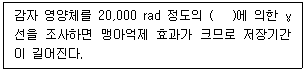 감자 영양체를 20,000 rad 정도의 (  )에 의한 γ
선을 조사하면 맹아억제 효과가 크므로 저장기간
이 길어진다.